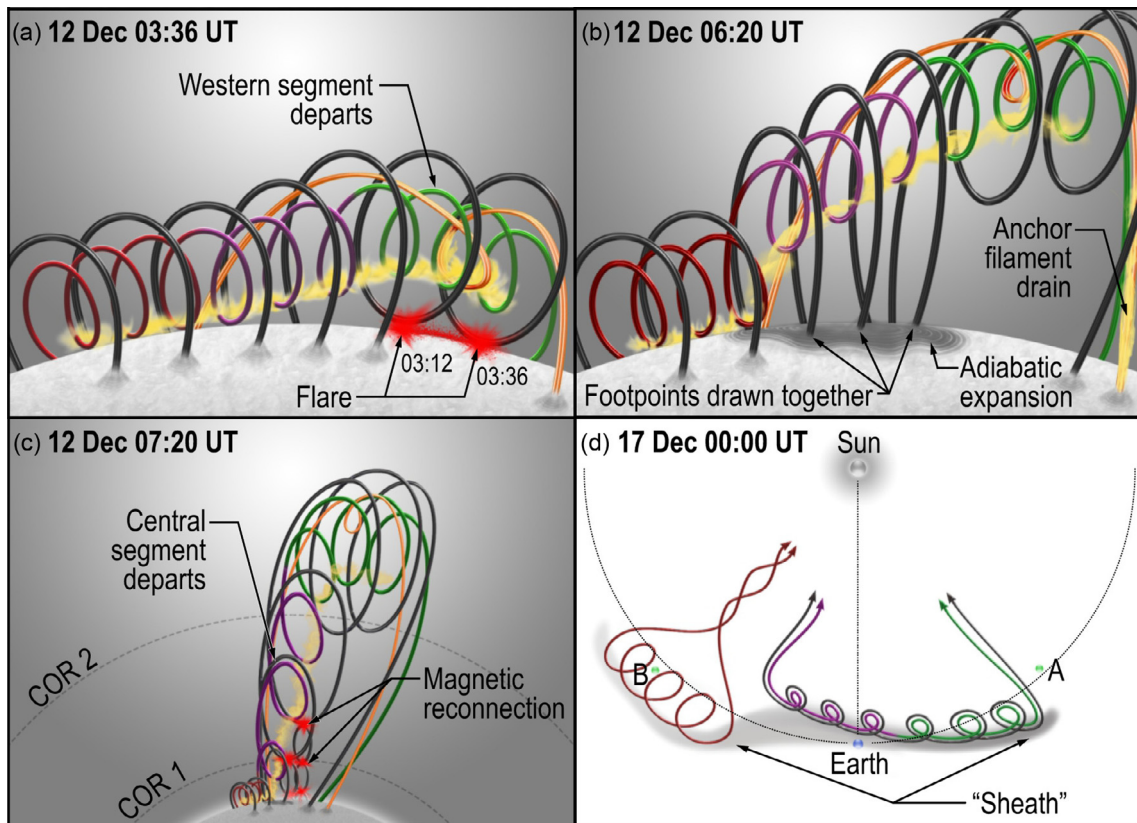 (a) 12 Dec 03:36 UT
Western segment
departs
03:12
03:36
Flare
(b) 12 Dec 06:20 UT
Anchor
filament
drain
Footpoints drawn together
Adiabatic
expansion
(c) 12 Dec 07:20 UT
Central
segment
departs
COR 2
Magnetic
reconnection
COR 1
(d) 17 Dec 00:00 UT
Sun
B
A
Earth
“Sheath”